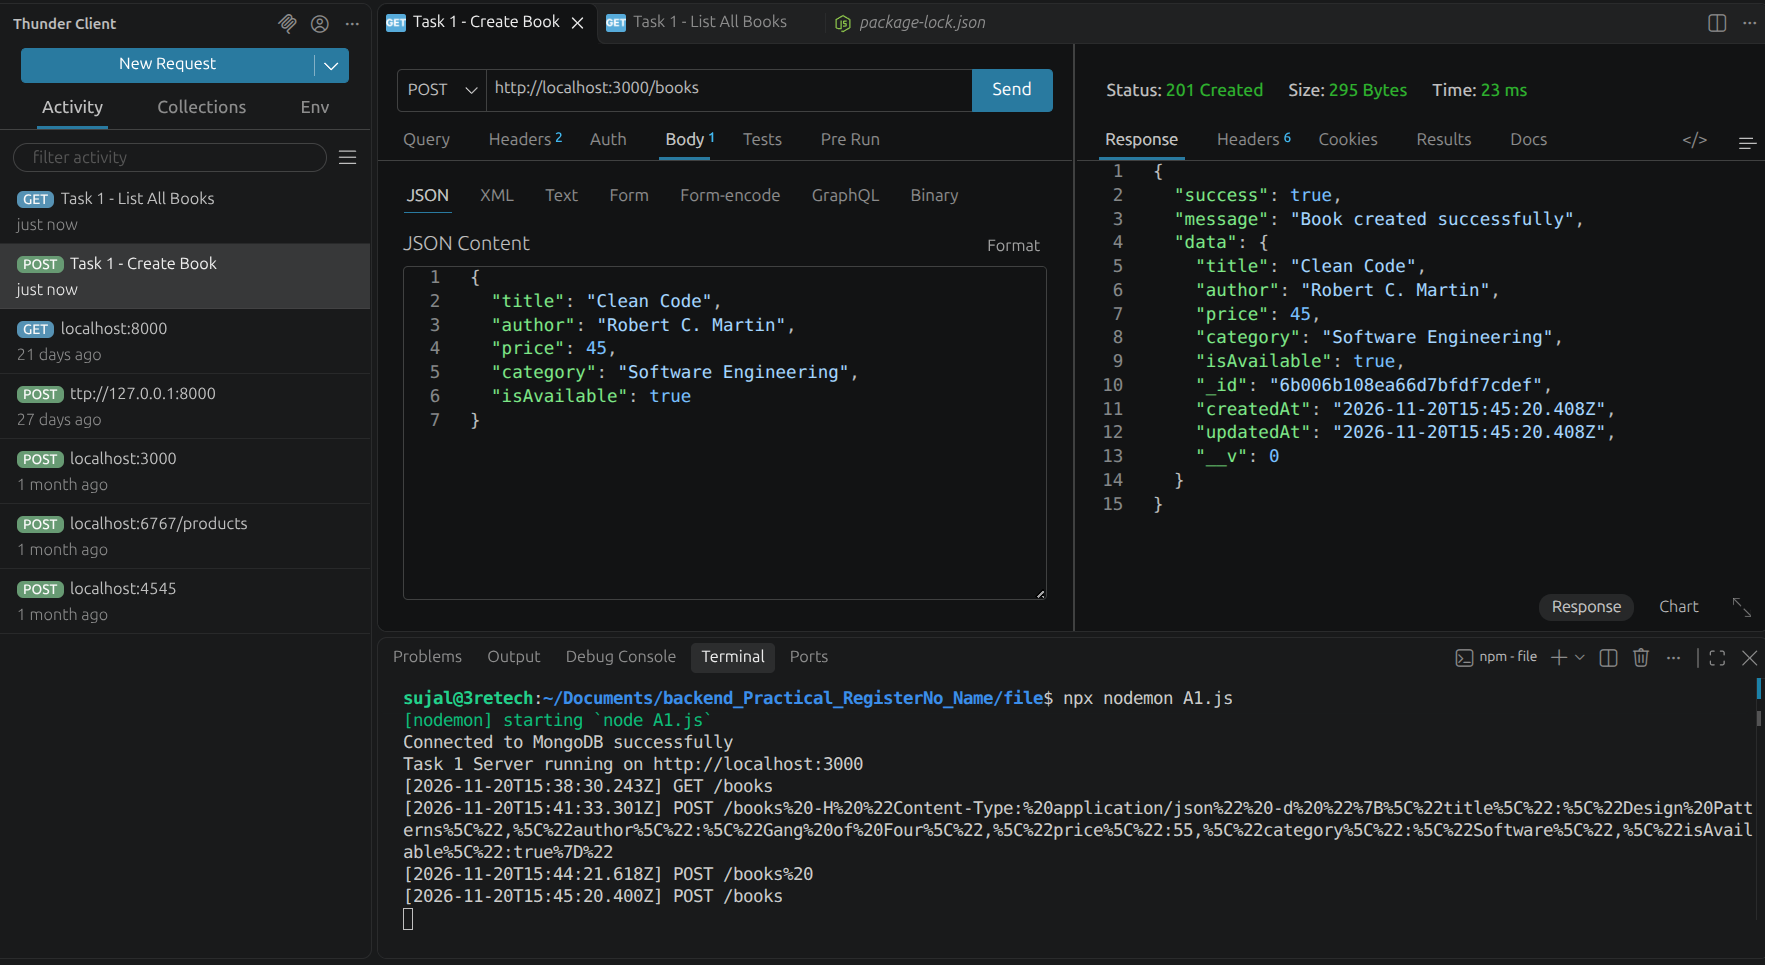 Thunder Client
New Request
Activity Collections Env
filter activity
GET Task 1 - List All Books
just now
POST Task 1 - Create Book
just now
GET localhost:8000
21 days ago
POST ttp://127.0.0.1:8000
27 days ago
POST localhost:3000
1 month ago
POST localhost:6767/products
1 month ago
POST localhost:4545
1 month ago
GET Task 1 - Create Book GET Task 1 - List All Books JS package-lock.json
POST http://localhost:3000/books Send
Query Headers 2 Auth Body 1 Tests Pre Run
JSON XML Text Form Form-encode GraphQL Binary
JSON Content Format
1 {
2 "title": "Clean Code",
3 "author": "Robert C. Martin",
4 "price": 45,
5 "category": "Software Engineering",
6 "isAvailable": true
7 }
Status: 201 Created Size: 295 Bytes Time: 23 ms
Response Headers 6 Cookies Results Docs </>
1 {
2 "success": true,
3 "message": "Book created successfully",
4 "data": {
5 "title": "Clean Code",
6 "author": "Robert C. Martin",
7 "price": 45,
8 "category": "Software Engineering",
9 "isAvailable": true,
10 "_id": "6b006b108ea66d7bfdf7cdef",
11 "createdAt": "2026-11-20T15:45:20.408Z",
12 "updatedAt": "2026-11-20T15:45:20.408Z",
13 "__v": 0
14 }
15 }
Response Chart
Problems Output Debug Console Terminal Ports npm - file
sujal@3retech:~/Documents/backend_Practical_RegisterNo_Name/file$ npx nodemon A1.js
[nodemon] starting `node A1.js`
Connected to MongoDB successfully
Task 1 Server running on http://localhost:3000
[2026-11-20T15:38:30.243Z] GET /books
[2026-11-20T15:41:33.301Z] POST /books%20-H%20%22Content-Type:%20application/json%22%20-d%20%22%7B%5C%22title%5C%22:%5C%22Design%20Patt
erns%5C%22,%5C%22author%5C%22:%5C%22Gang%20of%20Four%5C%22,%5C%22price%5C%22:55,%5C%22category%5C%22:%5C%22Software%5C%22,%5C%22isAvail
able%5C%22:true%7D%22
[2026-11-20T15:44:21.618Z] POST /books%20
[2026-11-20T15:45:20.400Z] POST /books